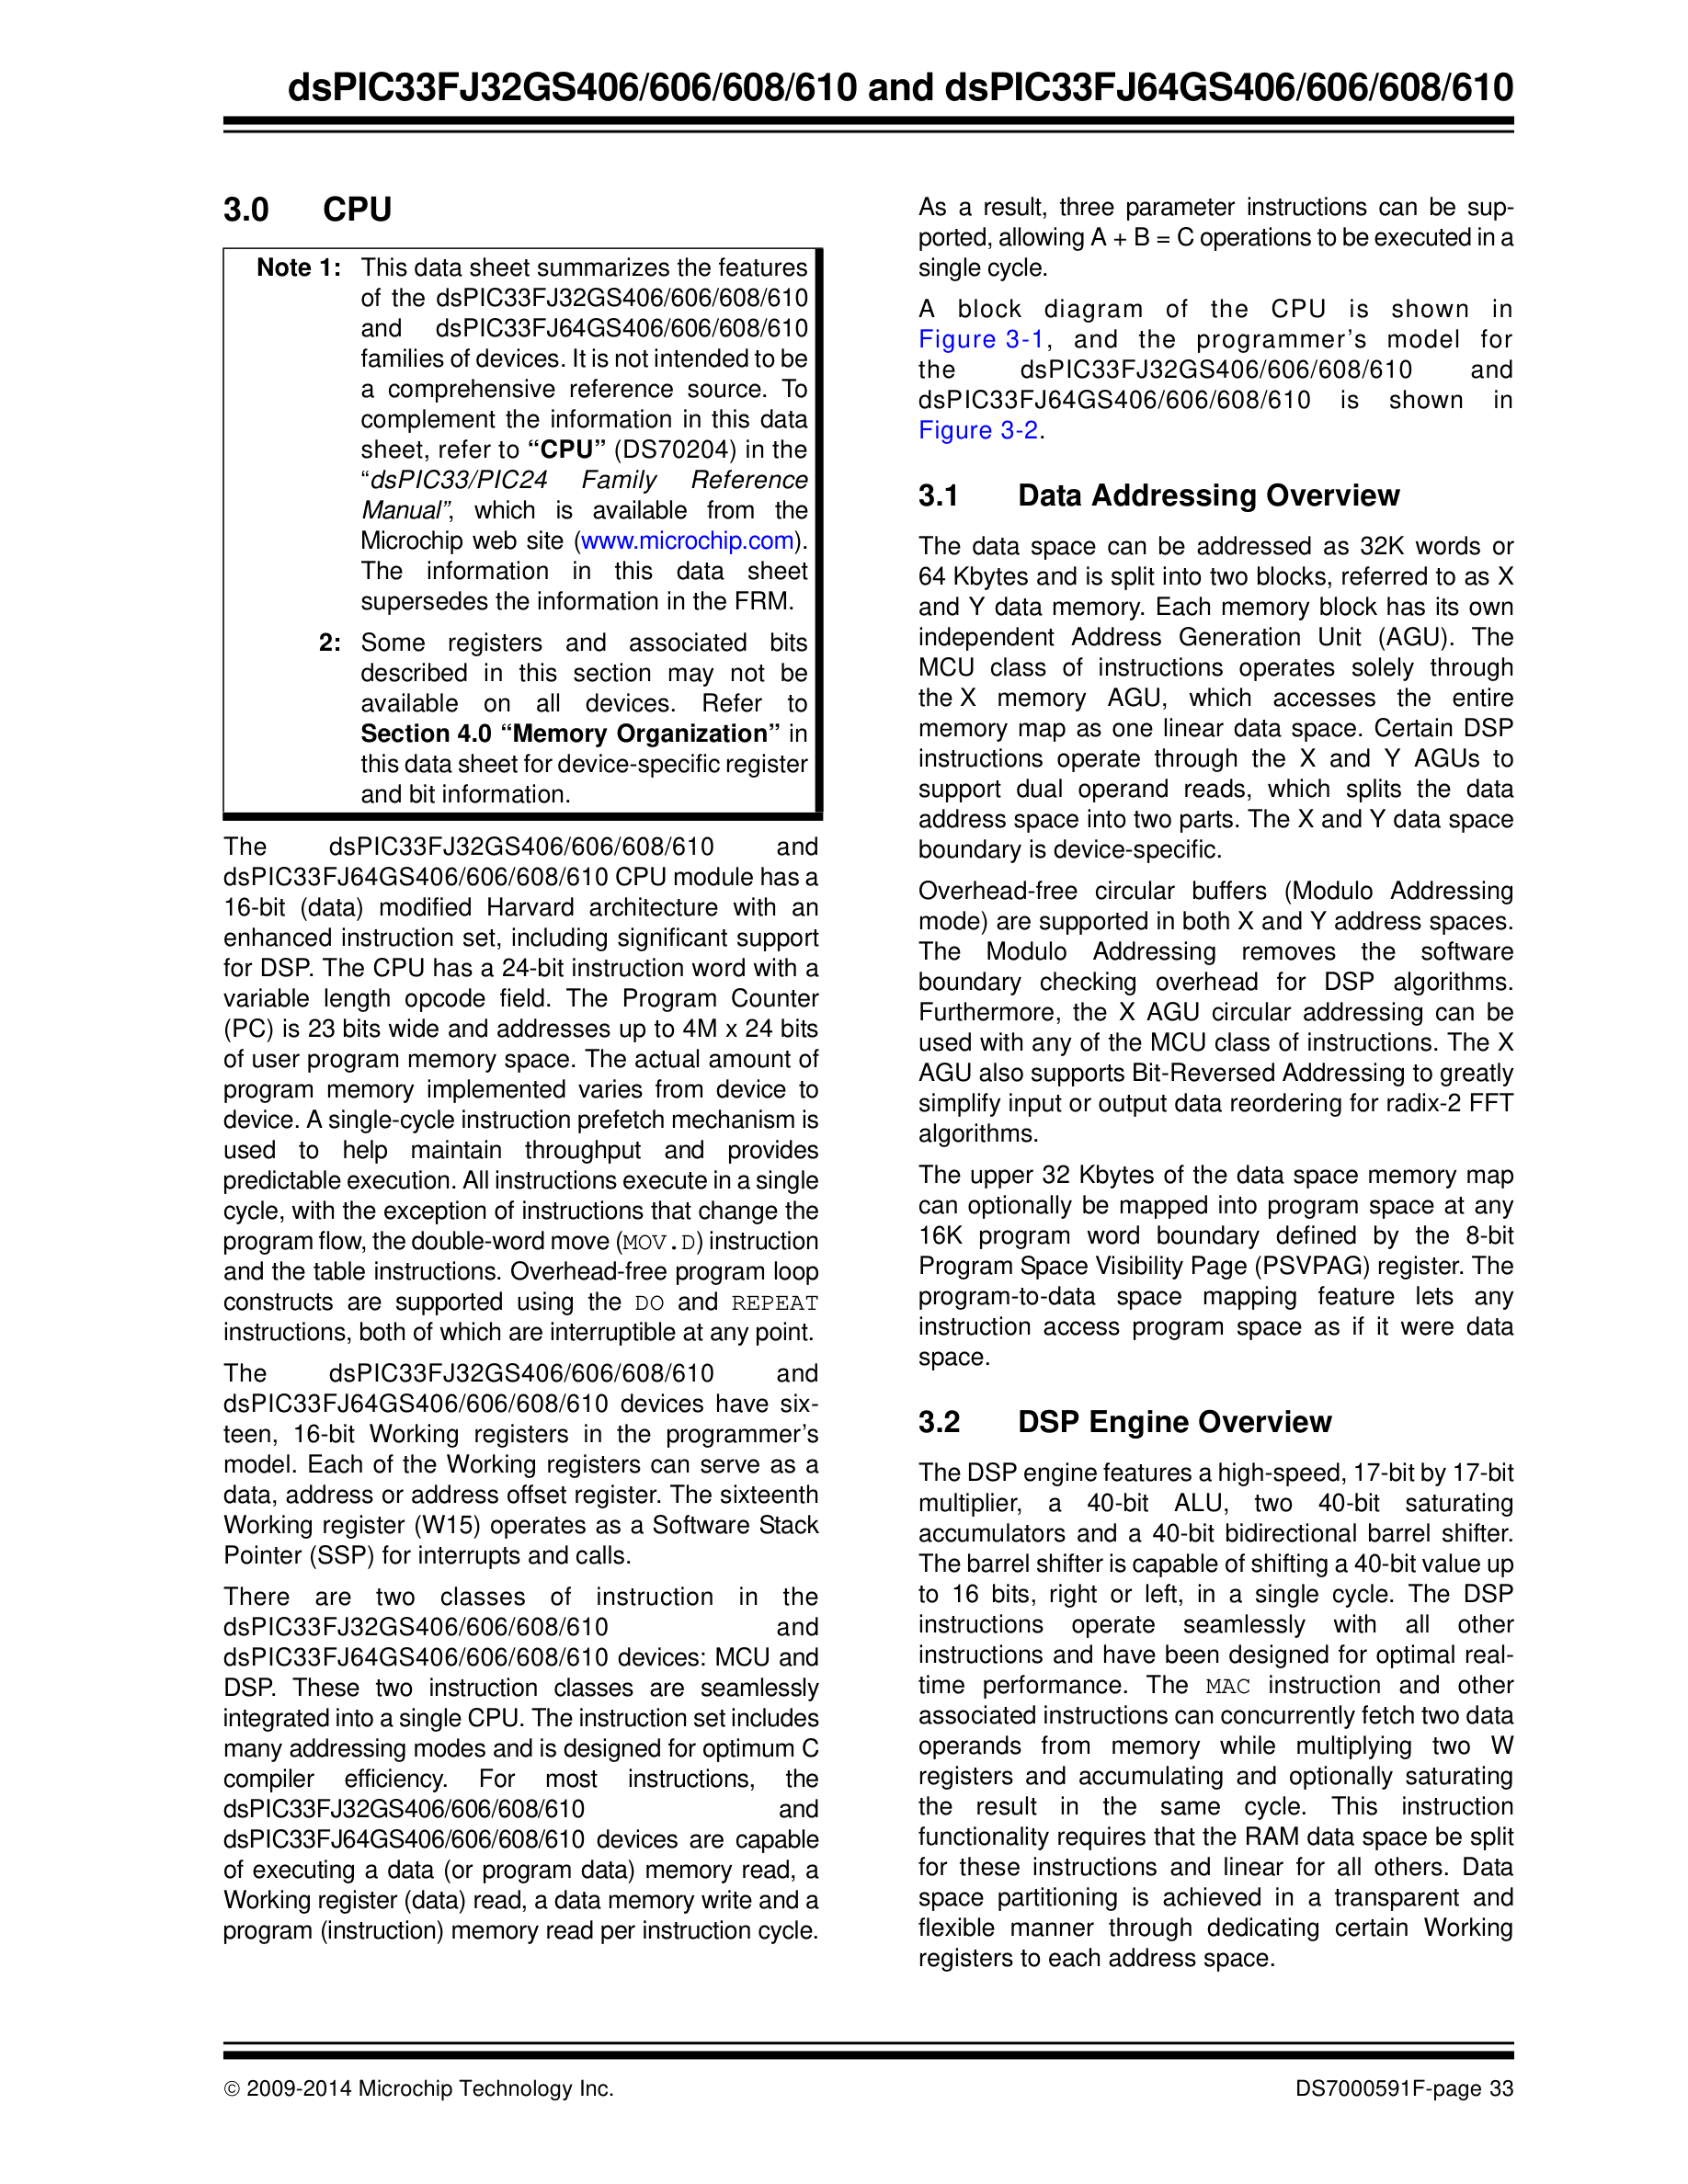 dsPIC33FJ32GS406/606/608/610 and dsPIC33FJ64GS406/606/608/610
3.0 CPU
Note 1: This data sheet summarizes the features
of the dsPIC33FJ32GS406/606/608/610
and dsPIC33FJ64GS406/606/608/610
families of devices. It is not intended to be
a comprehensive reference source. To
complement the information in this data
sheet, refer to “CPU” (DS70204) in the
“dsPIC33/PIC24 Family Reference
Manual”, which is available from the
Microchip web site (www.microchip.com).
The information in this data sheet
supersedes the information in the FRM.
2: Some registers and associated bits
described in this section may not be
available on all devices. Refer to
Section 4.0 “Memory Organization” in
this data sheet for device-specific register
and bit information.
The dsPIC33FJ32GS406/606/608/610 and
dsPIC33FJ64GS406/606/608/610 CPU module has a
16-bit (data) modified Harvard architecture with an
enhanced instruction set, including significant support
for DSP. The CPU has a 24-bit instruction word with a
variable length opcode field. The Program Counter
(PC) is 23 bits wide and addresses up to 4M x 24 bits
of user program memory space. The actual amount of
program memory implemented varies from device to
device. A single-cycle instruction prefetch mechanism is
used to help maintain throughput and provides
predictable execution. All instructions execute in a single
cycle, with the exception of instructions that change the
program flow, the double-word move (MOV.D) instruction
and the table instructions. Overhead-free program loop
constructs are supported using the DO and REPEAT
instructions, both of which are interruptible at any point.
The dsPIC33FJ32GS406/606/608/610 and
dsPIC33FJ64GS406/606/608/610 devices have six-
teen, 16-bit Working registers in the programmer’s
model. Each of the Working registers can serve as a
data, address or address offset register. The sixteenth
Working register (W15) operates as a Software Stack
Pointer (SSP) for interrupts and calls.
There are two classes of instruction in the
dsPIC33FJ32GS406/606/608/610 and
dsPIC33FJ64GS406/606/608/610 devices: MCU and
DSP. These two instruction classes are seamlessly
integrated into a single CPU. The instruction set includes
many addressing modes and is designed for optimum C
compiler efficiency. For most instructions, the
dsPIC33FJ32GS406/606/608/610 and
dsPIC33FJ64GS406/606/608/610 devices are capable
of executing a data (or program data) memory read, a
Working register (data) read, a data memory write and a
program (instruction) memory read per instruction cycle.
As a result, three parameter instructions can be sup-
ported, allowing A + B = C operations to be executed in a
single cycle.
A block diagram of the CPU is shown in
Figure 3-1, and the programmer’s model for
the dsPIC33FJ32GS406/606/608/610 and
dsPIC33FJ64GS406/606/608/610 is shown in
Figure 3-2.
3.1 Data Addressing Overview
The data space can be addressed as 32K words or
64 Kbytes and is split into two blocks, referred to as X
and Y data memory. Each memory block has its own
independent Address Generation Unit (AGU). The
MCU class of instructions operates solely through
the X memory AGU, which accesses the entire
memory map as one linear data space. Certain DSP
instructions operate through the X and Y AGUs to
support dual operand reads, which splits the data
address space into two parts. The X and Y data space
boundary is device-specific.
Overhead-free circular buffers (Modulo Addressing
mode) are supported in both X and Y address spaces.
The Modulo Addressing removes the software
boundary checking overhead for DSP algorithms.
Furthermore, the X AGU circular addressing can be
used with any of the MCU class of instructions. The X
AGU also supports Bit-Reversed Addressing to greatly
simplify input or output data reordering for radix-2 FFT
algorithms.
The upper 32 Kbytes of the data space memory map
can optionally be mapped into program space at any
16K program word boundary defined by the 8-bit
Program Space Visibility Page (PSVPAG) register. The
program-to-data space mapping feature lets any
instruction access program space as if it were data
space.
3.2 DSP Engine Overview
The DSP engine features a high-speed, 17-bit by 17-bit
multiplier, a 40-bit ALU, two 40-bit saturating
accumulators and a 40-bit bidirectional barrel shifter.
The barrel shifter is capable of shifting a 40-bit value up
to 16 bits, right or left, in a single cycle. The DSP
instructions operate seamlessly with all other
instructions and have been designed for optimal real-
time performance. The MAC instruction and other
associated instructions can concurrently fetch two data
operands from memory while multiplying two W
registers and accumulating and optionally saturating
the result in the same cycle. This instruction
functionality requires that the RAM data space be split
for these instructions and linear for all others. Data
space partitioning is achieved in a transparent and
flexible manner through dedicating certain Working
registers to each address space.
© 2009-2014 Microchip Technology Inc.
DS7000591F-page 33